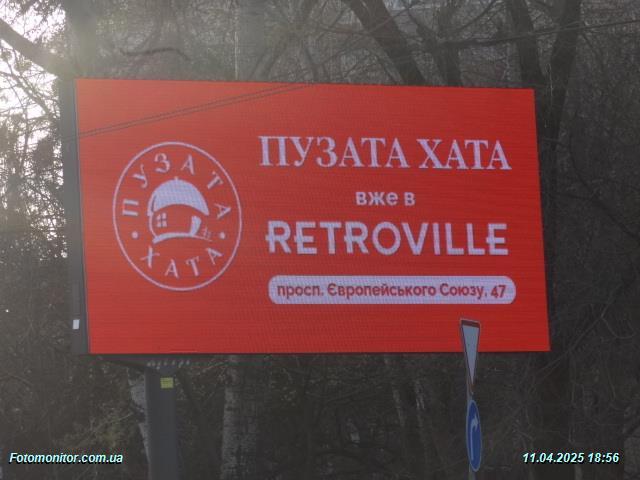 ПУЗАТА
ХАТА
ПУЗАТА ХАТА
вже в
RETROVILLE
просп. Європейського Союзу, 47
Fotomonitor.com.ua
11.04.2025 18:56